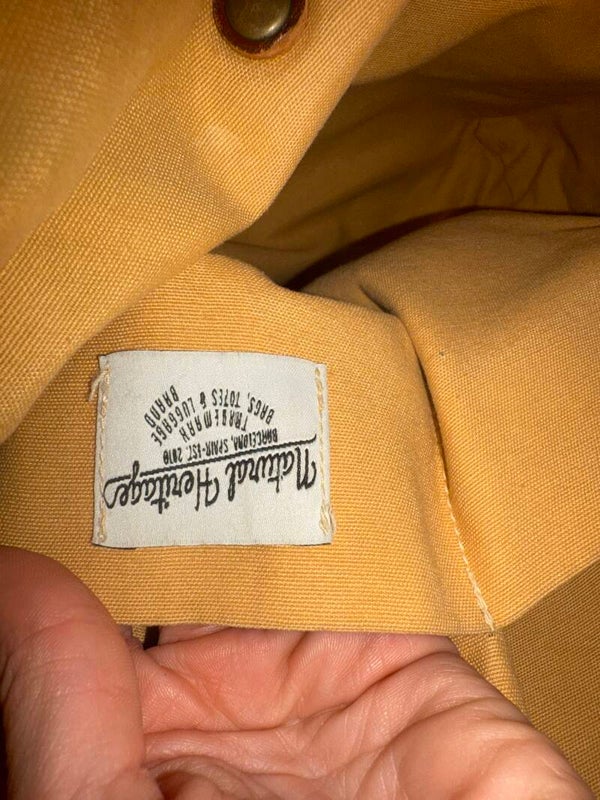 Natural Heritage
BARCELONA, SPAIN-EST. 2010
TRADEMARK
BAGS, TOTES & LUGGAGE
BRAND